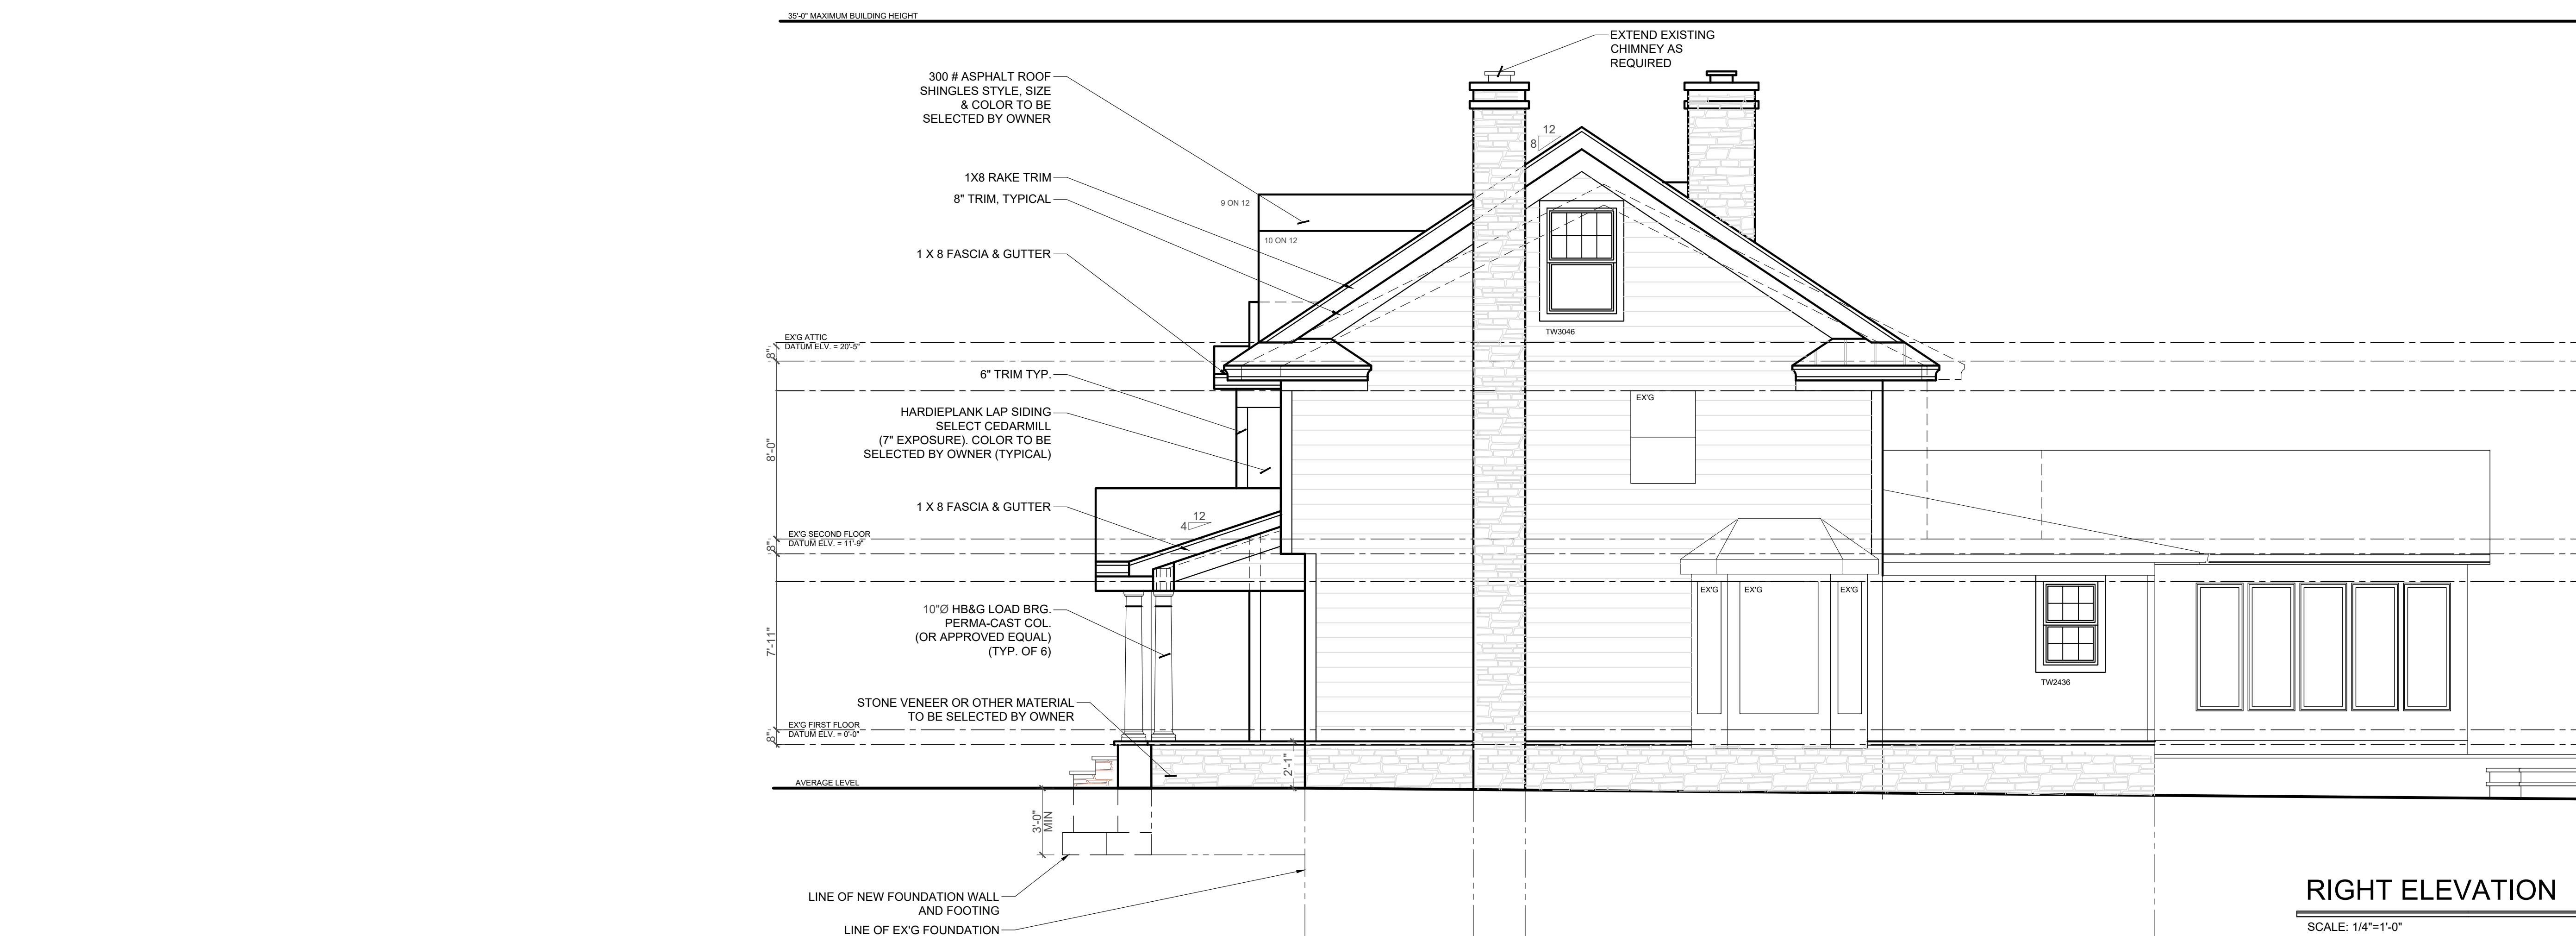 35'-0" MAXIMUM BUILDING HEIGHT
EXTEND EXISTING
CHIMNEY AS
REQUIRED
300 # ASPHALT ROOF
SHINGLES STYLE, SIZE
& COLOR TO BE
SELECTED BY OWNER
12
8
1X8 RAKE TRIM
8" TRIM, TYPICAL
9 ON 12
10 ON 12
1 X 8 FASCIA & GUTTER
TW3046
EX'G ATTIC
DATUM ELV. = 20'-5"
8"
6" TRIM TYP.
EX'G
HARDIEPLANK LAP SIDING
SELECT CEDARMILL
(7" EXPOSURE). COLOR TO BE
SELECTED BY OWNER (TYPICAL)
8'-0"
1 X 8 FASCIA & GUTTER
12
4
EX'G SECOND FLOOR
DATUM ELV. = 11'-9"
8"
EX'G
EX'G
EX'G
10"Ø HB&G LOAD BRG.
PERMA-CAST COL.
(OR APPROVED EQUAL)
(TYP. OF 6)
7'-11"
TW2436
STONE VENEER OR OTHER MATERIAL
TO BE SELECTED BY OWNER
EX'G FIRST FLOOR
DATUM ELV. = 0'-0"
8"
2'-1"
AVERAGE LEVEL
3'-0"
MIN
LINE OF NEW FOUNDATION WALL
AND FOOTING
LINE OF EX'G FOUNDATION
RIGHT ELEVATION
SCALE: 1/4"=1'-0"